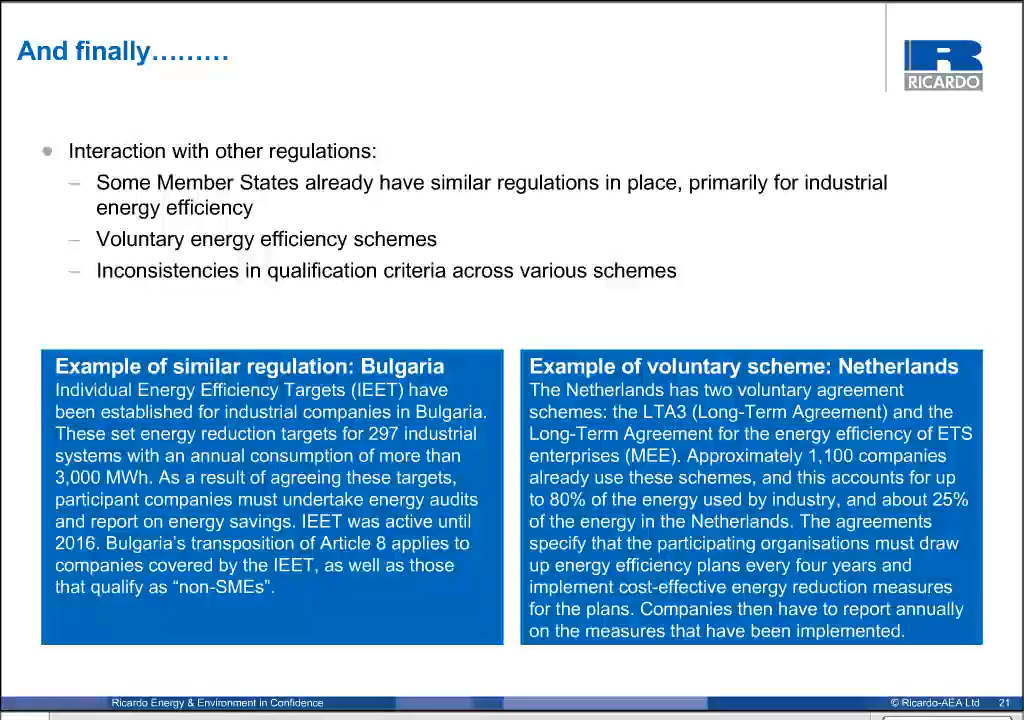 And finally………
RICARDO
Interaction with other regulations:
– Some Member States already have similar regulations in place, primarily for industrial
energy efficiency
– Voluntary energy efficiency schemes
– Inconsistencies in qualification criteria across various schemes
Example of similar regulation: Bulgaria
Individual Energy Efficiency Targets (IEET) have
been established for industrial companies in Bulgaria.
These set energy reduction targets for 297 industrial
systems with an annual consumption of more than
3,000 MWh. As a result of agreeing these targets,
participant companies must undertake energy audits
and report on energy savings. IEET was active until
2016. Bulgaria’s transposition of Article 8 applies to
companies covered by the IEET, as well as those
that qualify as “non-SMEs”.
Example of voluntary scheme: Netherlands
The Netherlands has two voluntary agreement
schemes: the LTA3 (Long-Term Agreement) and the
Long-Term Agreement for the energy efficiency of ETS
enterprises (MEE). Approximately 1,100 companies
already use these schemes, and this accounts for up
to 80% of the energy used by industry, and about 25%
of the energy in the Netherlands. The agreements
specify that the participating organisations must draw
up energy efficiency plans every four years and
implement cost-effective energy reduction measures
for the plans. Companies then have to report annually
on the measures that have been implemented.
Ricardo Energy & Environment in Confidence
© Ricardo-AEA Ltd 21